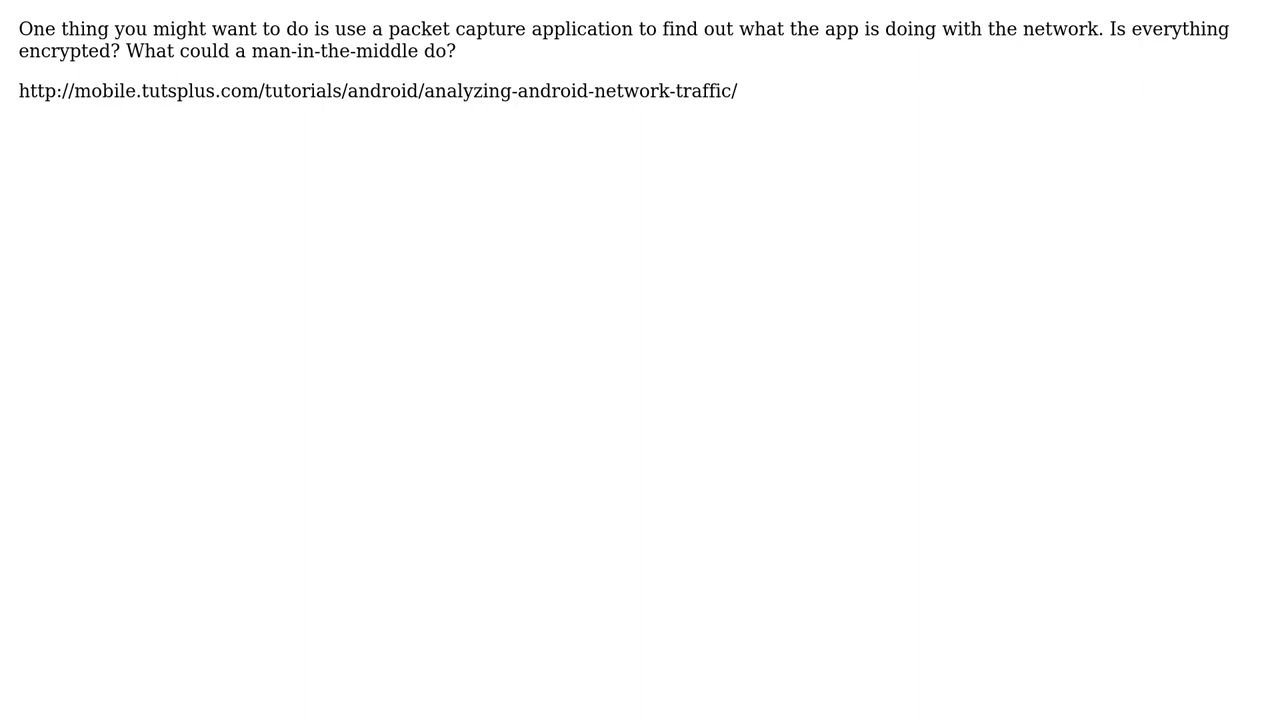 One thing you might want to do is use a packet capture application to find out what the app is doing with the network. Is everything
encrypted? What could a man-in-the-middle do?
http://mobile.tutsplus.com/tutorials/android/analyzing-android-network-traffic/